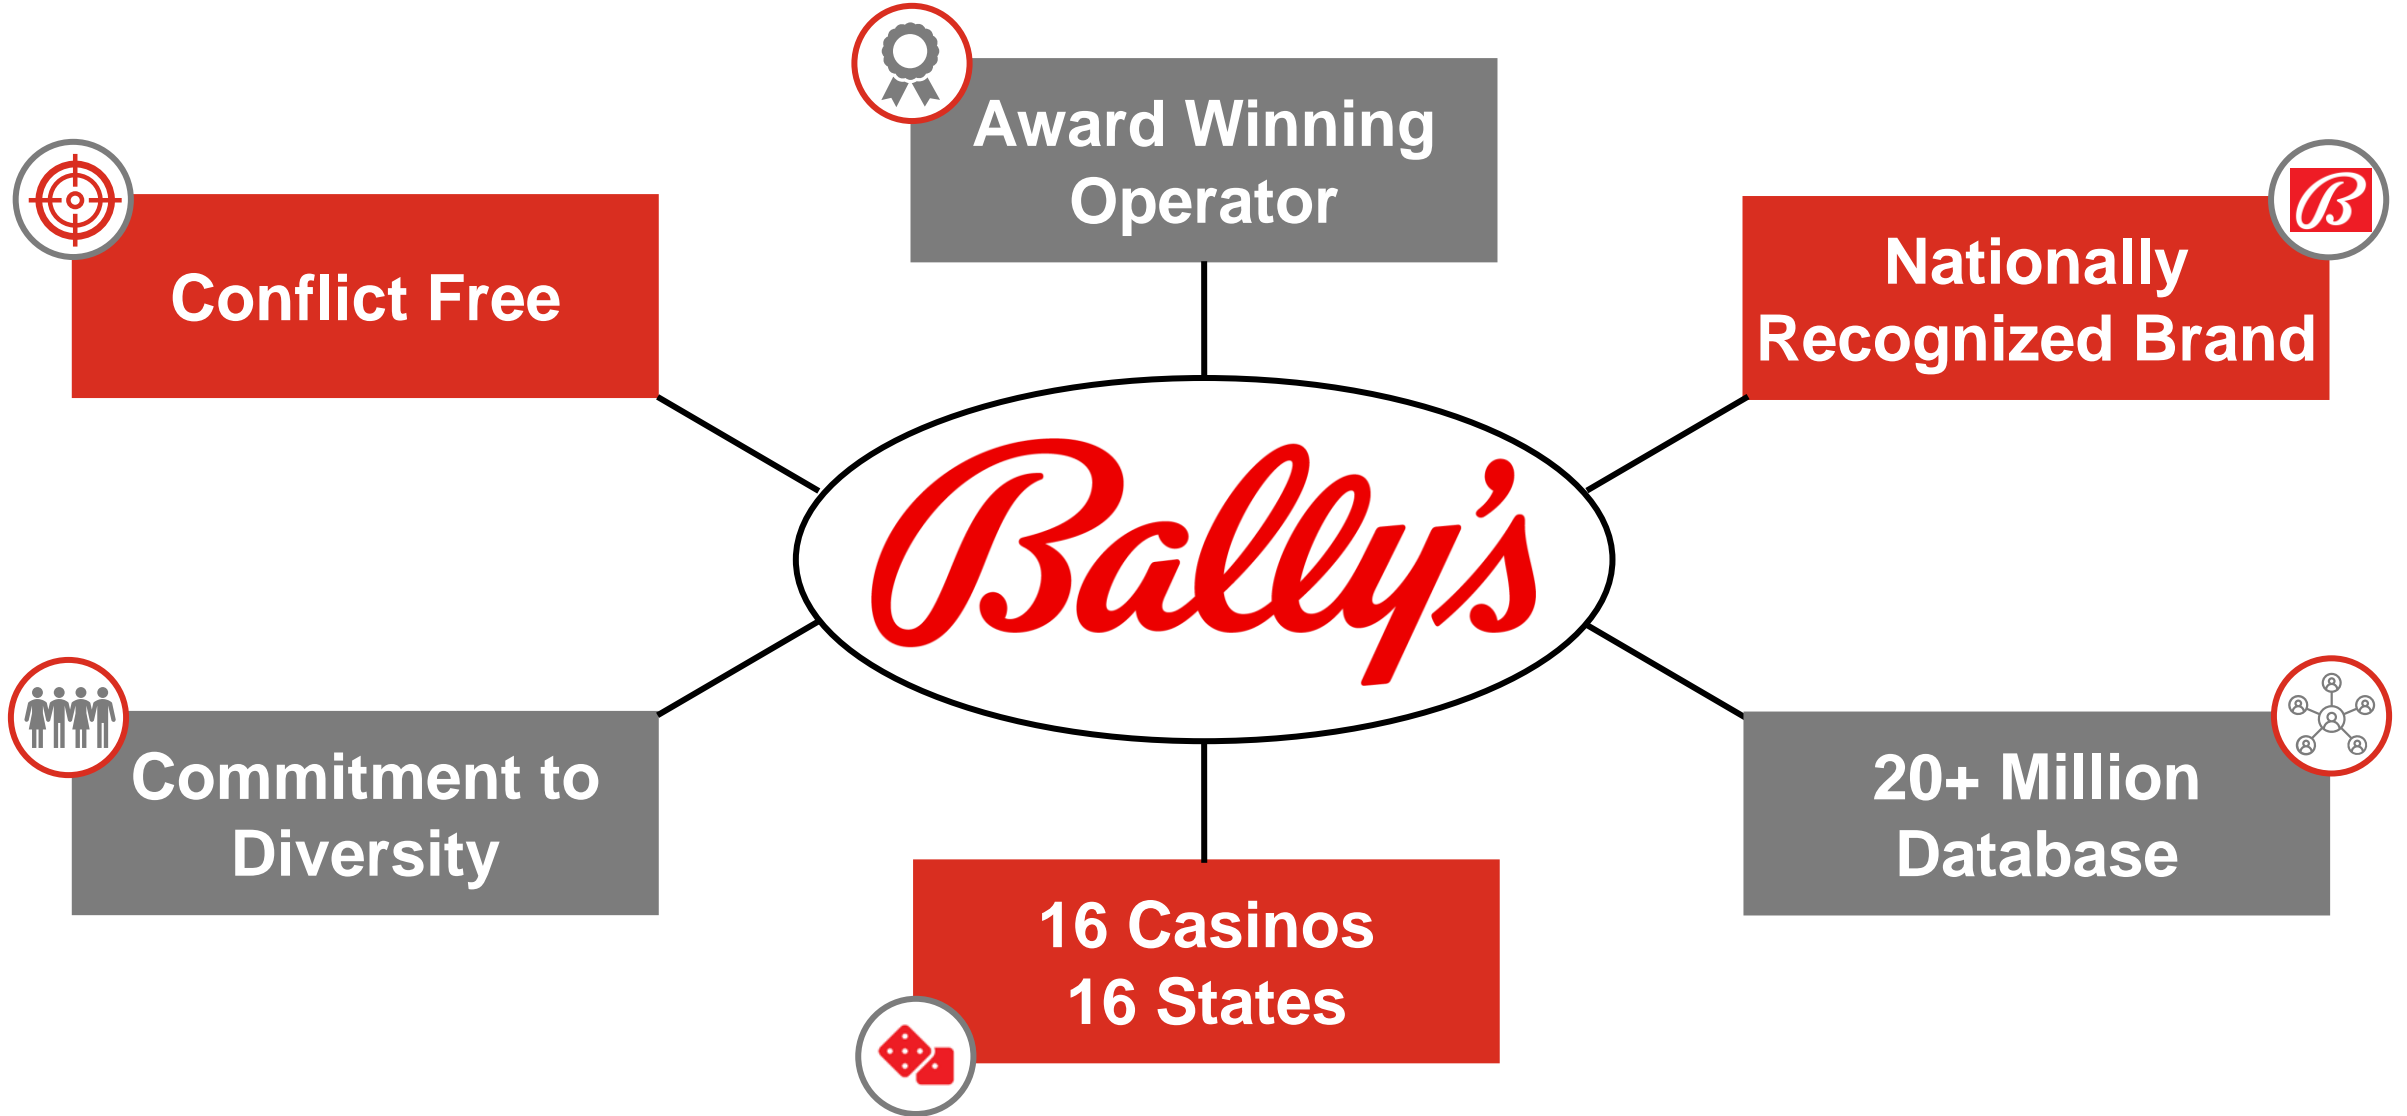 Award Winning
Operator
Conflict Free
Nationally
Recognized Brand
B
Bally's
Commitment to
Diversity
20+ Million
Database
16 Casinos
16 States